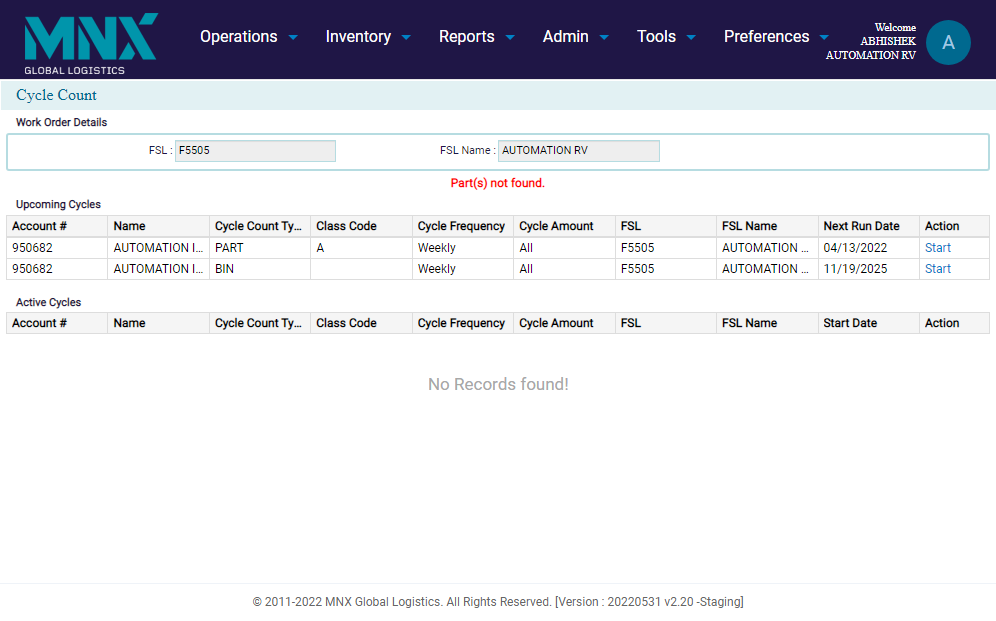 MNX
GLOBAL LOGISTICS
Operations Inventory Reports Admin Tools Preferences
Welcome
ABHISHEK
AUTOMATION RV
A
Cycle Count
Work Order Details
FSL : F5505 FSL Name : AUTOMATION RV
Part(s) not found.
Upcoming Cycles
Account # Name Cycle Count Ty... Class Code Cycle Frequency Cycle Amount FSL FSL Name Next Run Date Action
950682 AUTOMATION I... PART A Weekly All F5505 AUTOMATION ... 04/13/2022 Start
950682 AUTOMATION I... BIN Weekly All F5505 AUTOMATION ... 11/19/2025 Start
Active Cycles
Account # Name Cycle Count Ty... Class Code Cycle Frequency Cycle Amount FSL FSL Name Start Date Action
No Records found!
© 2011-2022 MNX Global Logistics. All Rights Reserved. [Version : 20220531 v2.20 -Staging]